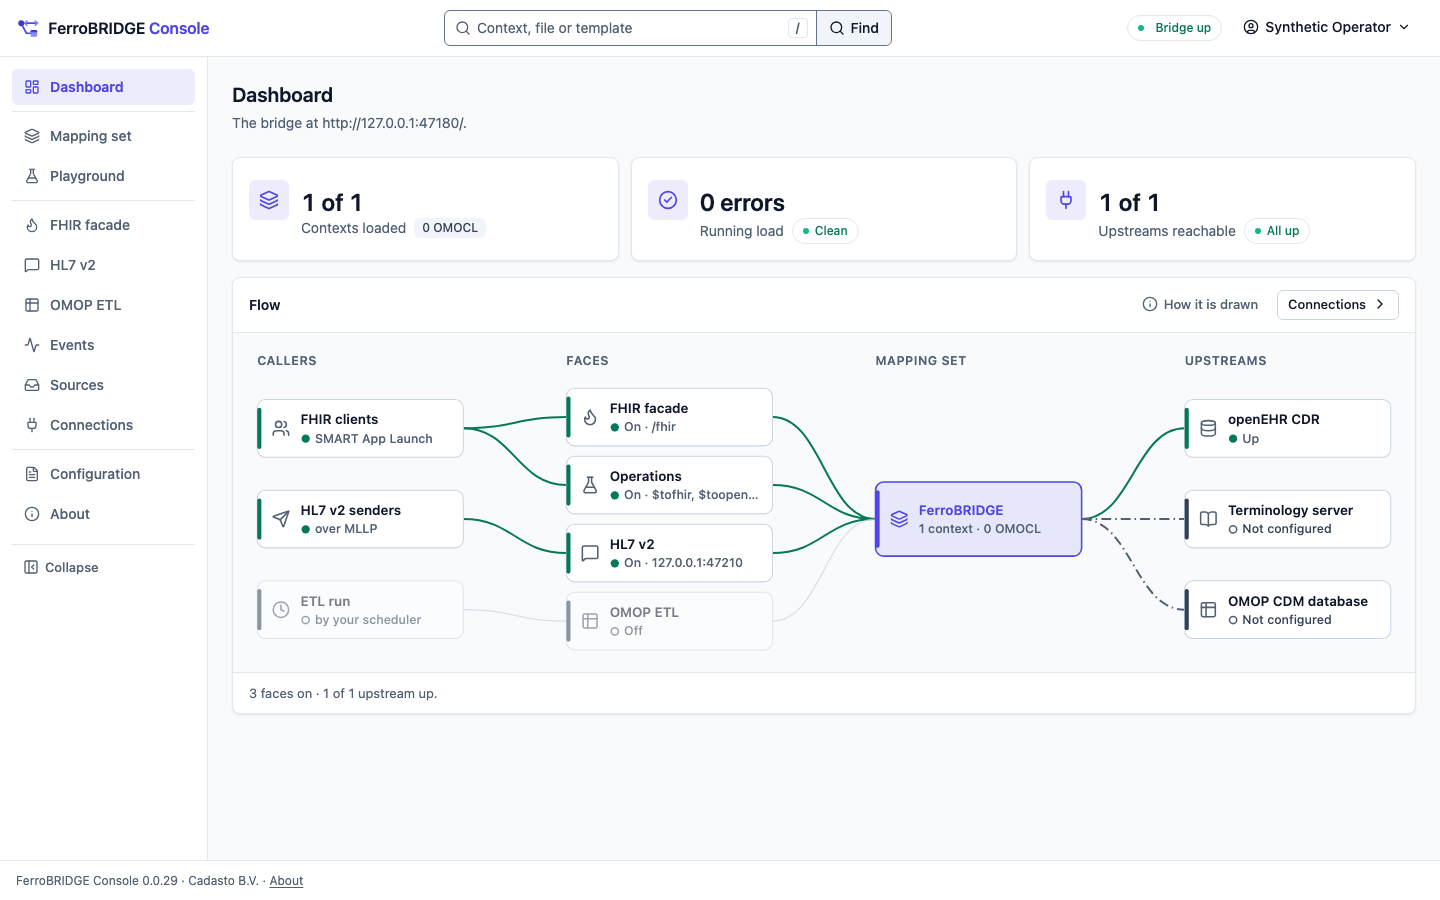 FerroBRIDGE Console
Context, file or template
/
Find
Bridge up
Synthetic Operator
Dashboard
Mapping set
Playground
FHIR facade
HL7 v2
OMOP ETL
Events
Sources
Connections
Configuration
About
Collapse
Dashboard
The bridge at http://127.0.0.1:47180/.
1 of 1
Contexts loaded
0 OMOCL
0 errors
Running load
Clean
1 of 1
Upstreams reachable
All up
Flow
How it is drawn
Connections
CALLERS
FACES
MAPPING SET
UPSTREAMS
FHIR clients
SMART App Launch
HL7 v2 senders
over MLLP
ETL run
by your scheduler
FHIR facade
On · /fhir
Operations
On · $tofhir, $toopen...
HL7 v2
On · 127.0.0.1:47210
OMOP ETL
Off
FerroBRIDGE
1 context · 0 OMOCL
openEHR CDR
Up
Terminology server
Not configured
OMOP CDM database
Not configured
3 faces on · 1 of 1 upstream up.
FerroBRIDGE Console 0.0.29 · Cadasto B.V. · About